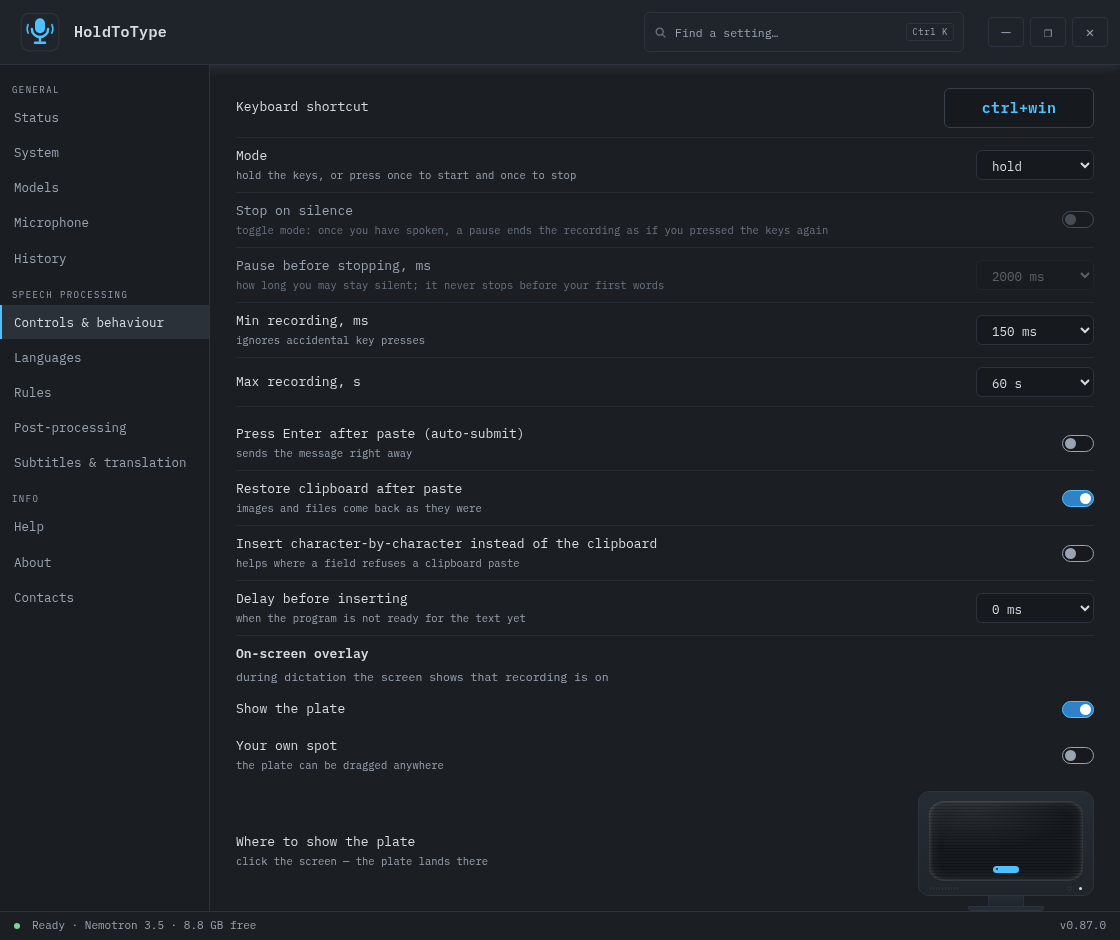 HoldToType
Find a setting…
Ctrl K
GENERAL
Status
System
Models
Microphone
History
SPEECH PROCESSING
Controls & behaviour
Languages
Rules
Post-processing
Subtitles & translation
INFO
Help
About
Contacts
Keyboard shortcut
ctrl+win
Mode
hold the keys, or press once to start and once to stop
hold
Stop on silence
toggle mode: once you have spoken, a pause ends the recording as if you pressed the keys again
Pause before stopping, ms
how long you may stay silent; it never stops before your first words
2000 ms
Min recording, ms
ignores accidental key presses
150 ms
Max recording, s
60 s
Press Enter after paste (auto-submit)
sends the message right away
Restore clipboard after paste
images and files come back as they were
Insert character-by-character instead of the clipboard
helps where a field refuses a clipboard paste
Delay before inserting
when the program is not ready for the text yet
0 ms
On-screen overlay
during dictation the screen shows that recording is on
Show the plate
Your own spot
the plate can be dragged anywhere
Where to show the plate
click the screen — the plate lands there
Ready · Nemotron 3.5 · 8.8 GB free
v0.87.0